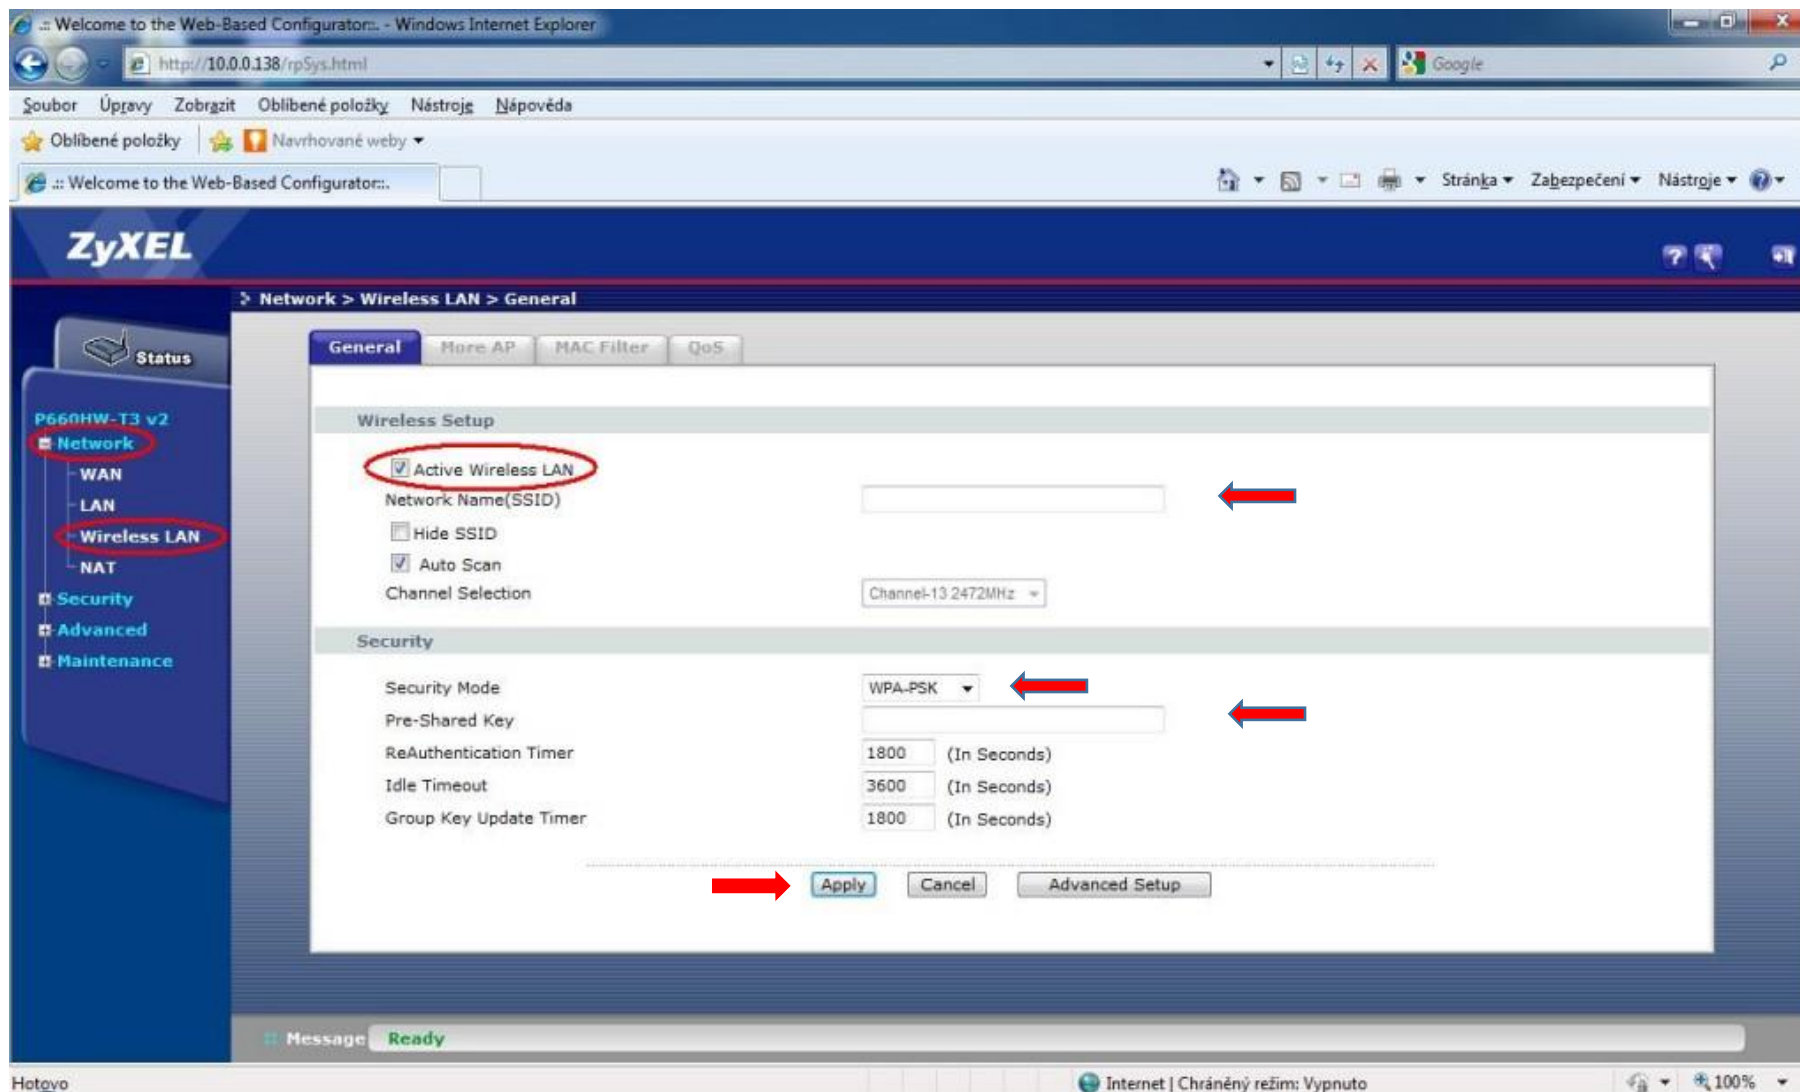 .:: Welcome to the Web-Based Configurator::. - Windows Internet Explorer
http://10.0.0.138/rpSys.html
Google
Soubor Úpravy Zobrazit Oblíbené položky Nástroje Nápověda
Oblíbené položky Navrhované weby
.:: Welcome to the Web-Based Configurator::.
Stránka Zabezpečení Nástroje
ZyXEL
Network > Wireless LAN > General
Status
General More AP MAC Filter QoS
P660HW-T3 v2
Network
WAN
LAN
Wireless LAN
NAT
Security
Advanced
Maintenance
Wireless Setup
Active Wireless LAN
Network Name(SSID)
Hide SSID
Auto Scan
Channel Selection Channel-13 2472MHz
Security
Security Mode WPA-PSK
Pre-Shared Key
ReAuthentication Timer 1800 (In Seconds)
Idle Timeout 3600 (In Seconds)
Group Key Update Timer 1800 (In Seconds)
Apply Cancel Advanced Setup
Message Ready
Hotovo Internet | Chráněný režim: Vypnuto 100%